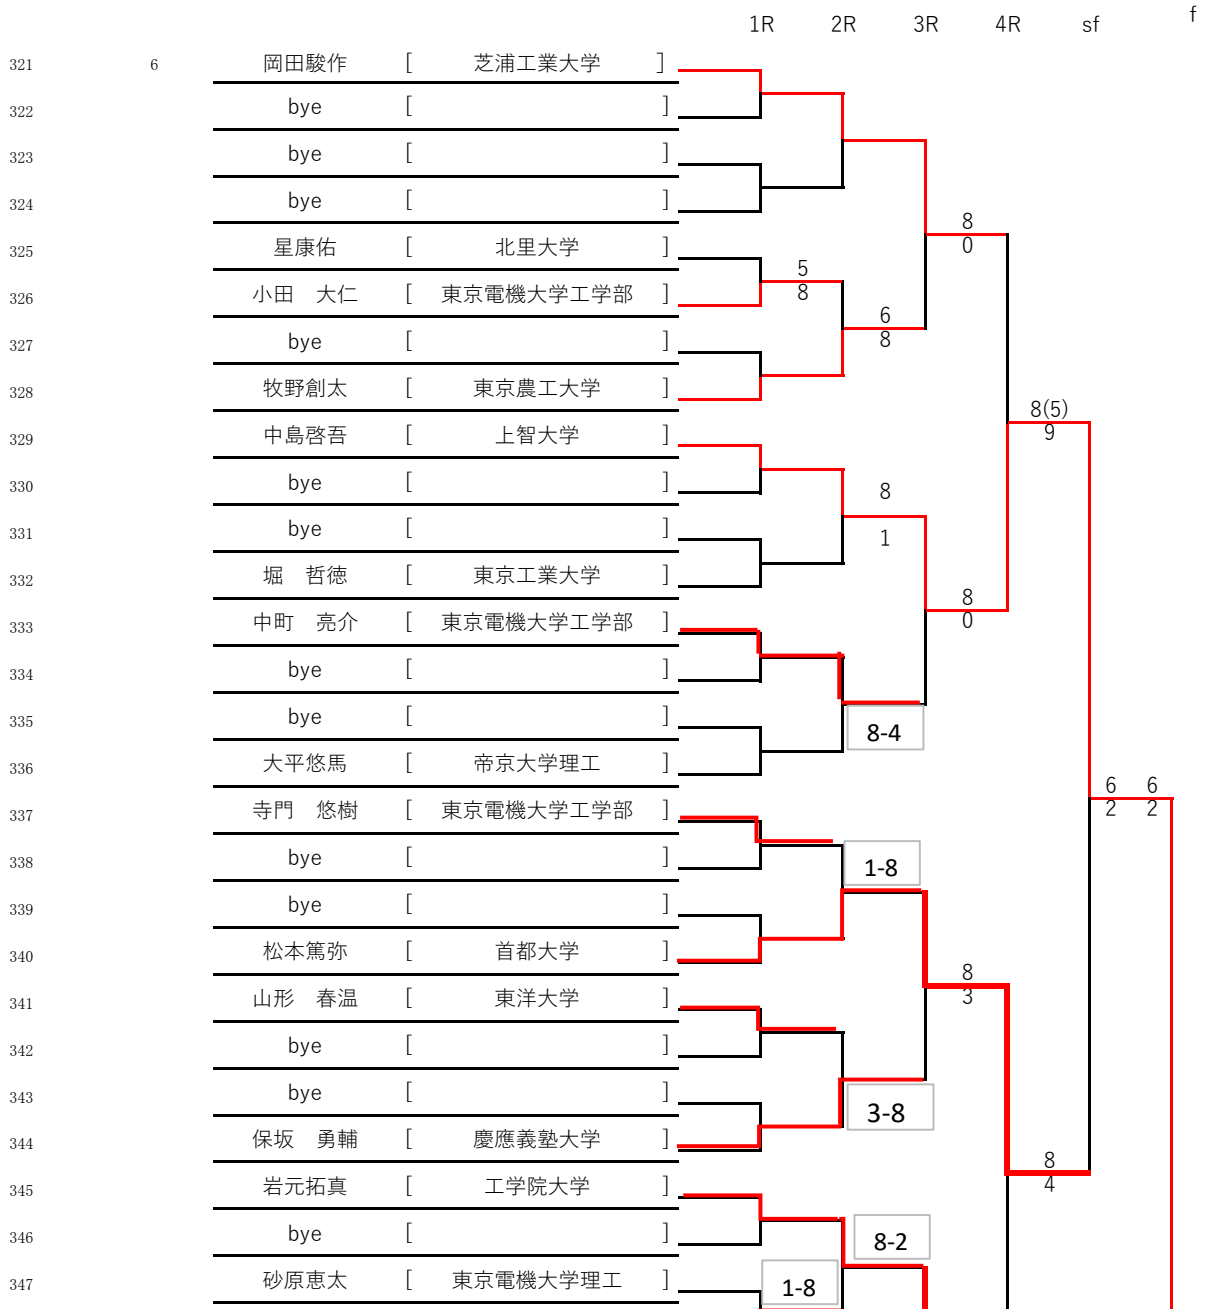 1R 2R 3R 4R sf f
321 6 岡田駿作 [ 芝浦工業大学 ]
322 bye [ ]
323 bye [ ]
324 bye [ ]
8
0
325 星康佑 [ 北里大学 ]
5
8
326 小田　大仁 [ 東京電機大学工学部 ]
6
8
327 bye [ ]
328 牧野創太 [ 東京農工大学 ]
8(5)
9
329 中島啓吾 [ 上智大学 ]
330 bye [ ]
8
1
331 bye [ ]
332 堀　哲徳 [ 東京工業大学 ]
8
0
333 中町　亮介 [ 東京電機大学工学部 ]
334 bye [ ]
335 bye [ ]
8-4
336 大平悠馬 [ 帝京大学理工 ]
6 6
2 2
337 寺門　悠樹 [ 東京電機大学工学部 ]
338 bye [ ]
1-8
339 bye [ ]
340 松本篤弥 [ 首都大学 ]
8
3
341 山形　春温 [ 東洋大学 ]
342 bye [ ]
343 bye [ ]
3-8
344 保坂　勇輔 [ 慶應義塾大学 ]
8
4
345 岩元拓真 [ 工学院大学 ]
346 bye [ ]
8-2
347 砂原恵太 [ 東京電機大学理工 ]
1-8